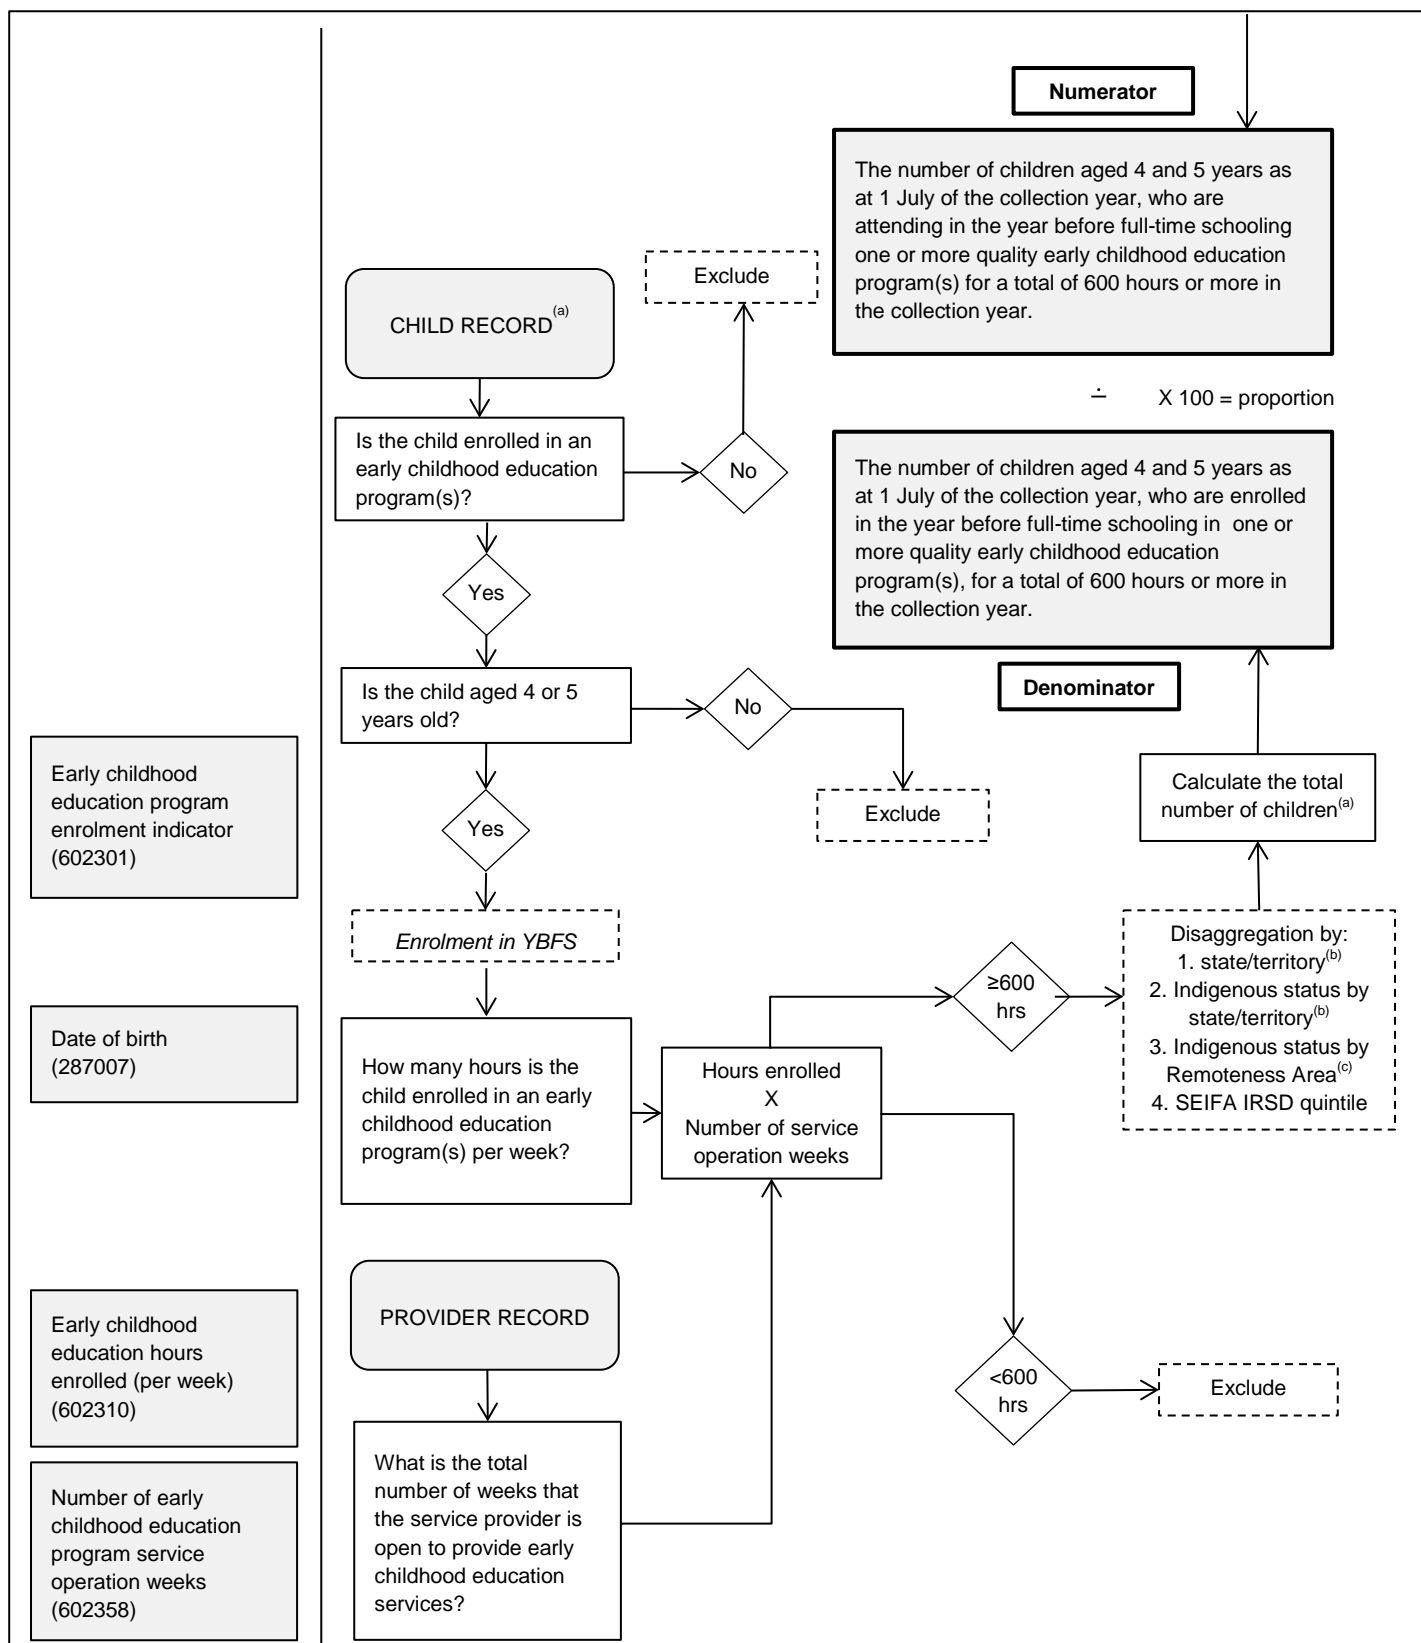 Numerator
The number of children aged 4 and 5 years as
at 1 July of the collection year, who are
attending in the year before full-time schooling
one or more quality early childhood education
program(s) for a total of 600 hours or more in
the collection year.
Exclude
CHILD RECORD(a)
÷ X 100 = proportion
Is the child enrolled in an
early childhood education
program(s)?
No
The number of children aged 4 and 5 years as
at 1 July of the collection year, who are enrolled
in the year before full-time schooling in one or
more quality early childhood education
program(s), for a total of 600 hours or more in
the collection year.
Yes
Denominator
Is the child aged 4 or 5
years old?
No
Early childhood
education program
enrolment indicator
(602301)
Yes
Exclude
Calculate the total
number of children(a)
Enrolment in YBFS
≥600
hrs
Disaggregation by:
1. state/territory(b)
2. Indigenous status by
state/territory(b)
3. Indigenous status by
Remoteness Area(c)
4. SEIFA IRSD quintile
Date of birth
(287007)
How many hours is the
child enrolled in an early
childhood education
program(s) per week?
Hours enrolled
X
Number of service
operation weeks
PROVIDER RECORD
Early childhood
education hours
enrolled (per week)
(602310)
<600
hrs
Exclude
What is the total
number of weeks that
the service provider is
open to provide early
childhood education
services?
Number of early
childhood education
program service
operation weeks
(602358)